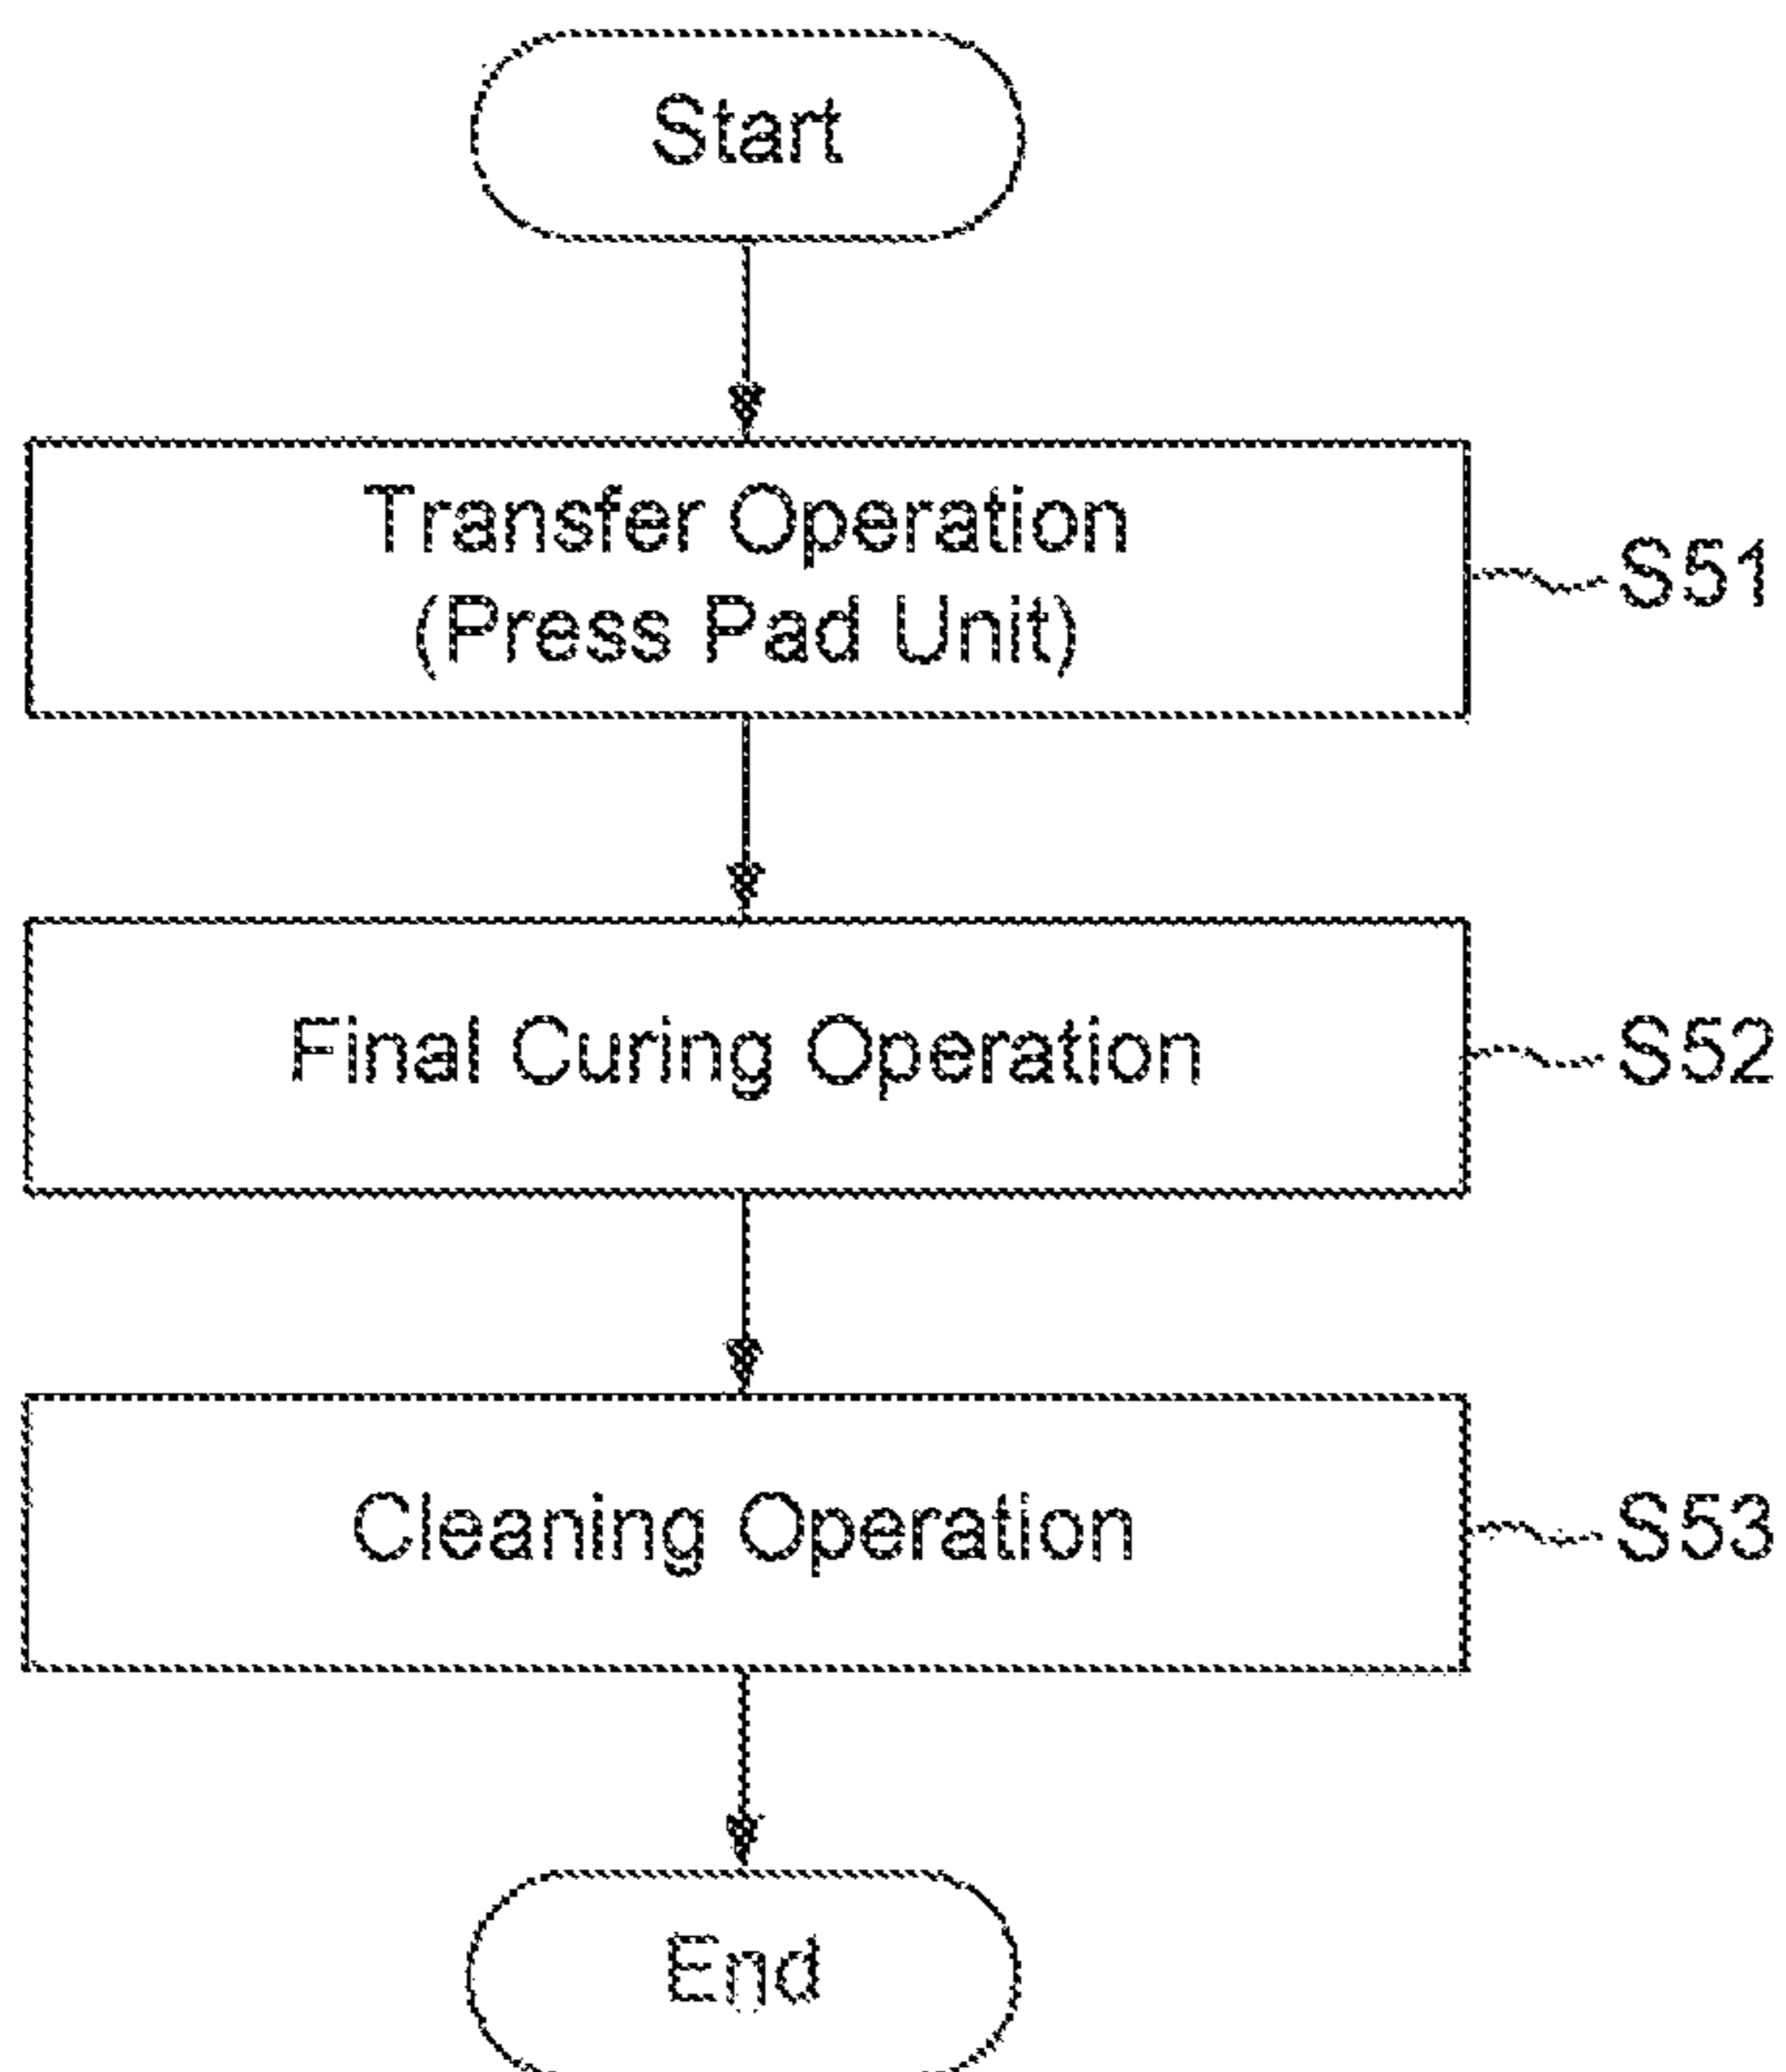 Start
Transfer Operation
(Press Pad Unit)
S51
Final Curing Operation
S52
Cleaning Operation
S53
End